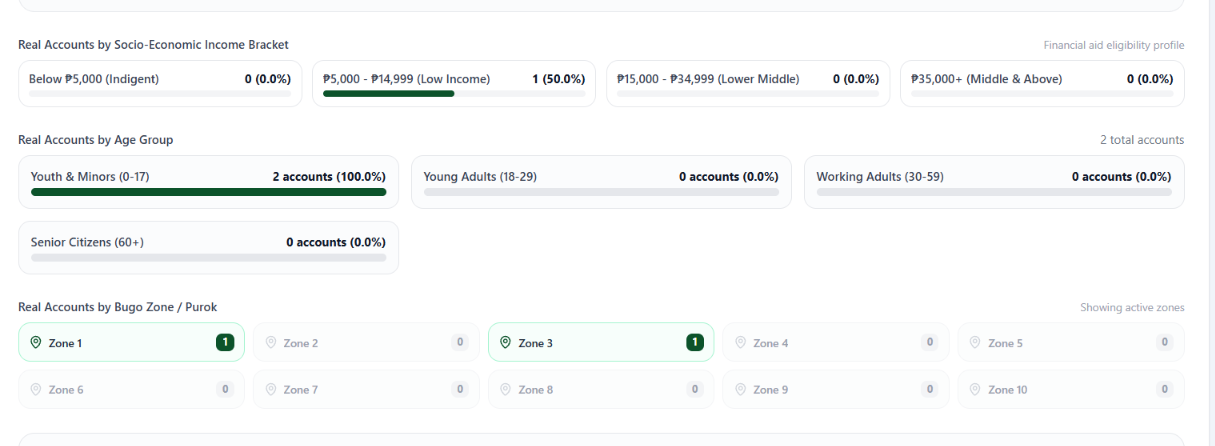 Real Accounts by Socio-Economic Income Bracket Financial aid eligibility profile
Below ₱5,000 (Indigent) 0 (0.0%) ₱5,000 - ₱14,999 (Low Income) 1 (50.0%) ₱15,000 - ₱34,999 (Lower Middle) 0 (0.0%) ₱35,000+ (Middle & Above) 0 (0.0%)
Real Accounts by Age Group 2 total accounts
Youth & Minors (0-17) 2 accounts (100.0%) Young Adults (18-29) 0 accounts (0.0%) Working Adults (30-59) 0 accounts (0.0%)
Senior Citizens (60+) 0 accounts (0.0%)
Real Accounts by Bugo Zone / Purok Showing active zones
Zone 1 1 Zone 2 0 Zone 3 1 Zone 4 0 Zone 5 0
Zone 6 0 Zone 7 0 Zone 8 0 Zone 9 0 Zone 10 0